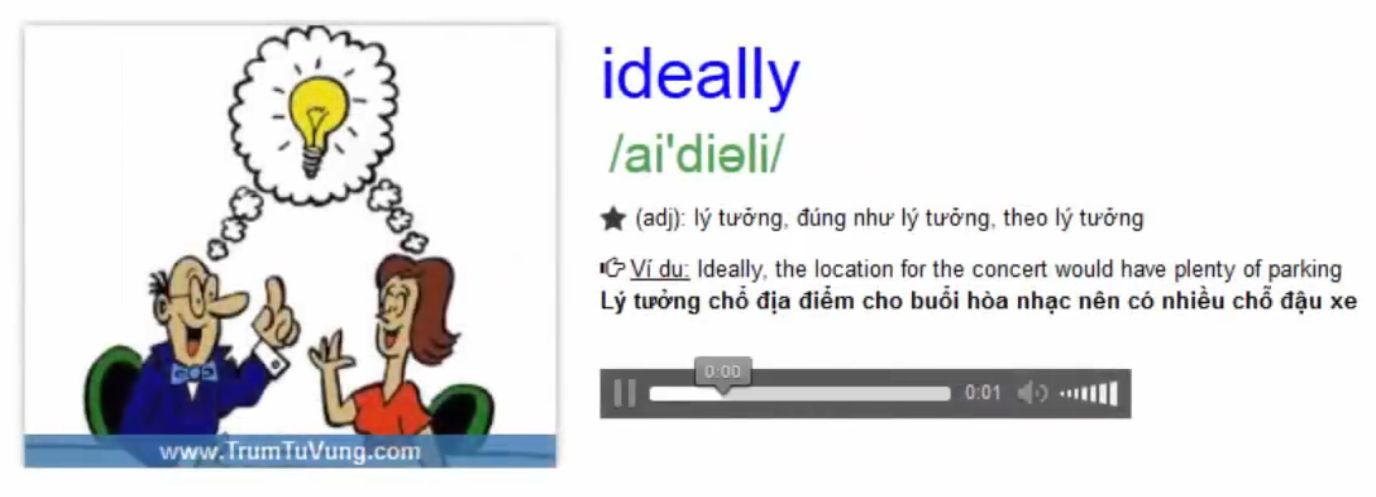 ideally
/ai'diəli/
★ (adj): lý tưởng, đúng như lý tưởng, theo lý tưởng
Ví du: Ideally, the location for the concert would have plenty of parking
Lý tưởng chổ địa điểm cho buổi hòa nhạc nên có nhiều chỗ đậu xe
0:00
0:01
www.TrumTuVung.com